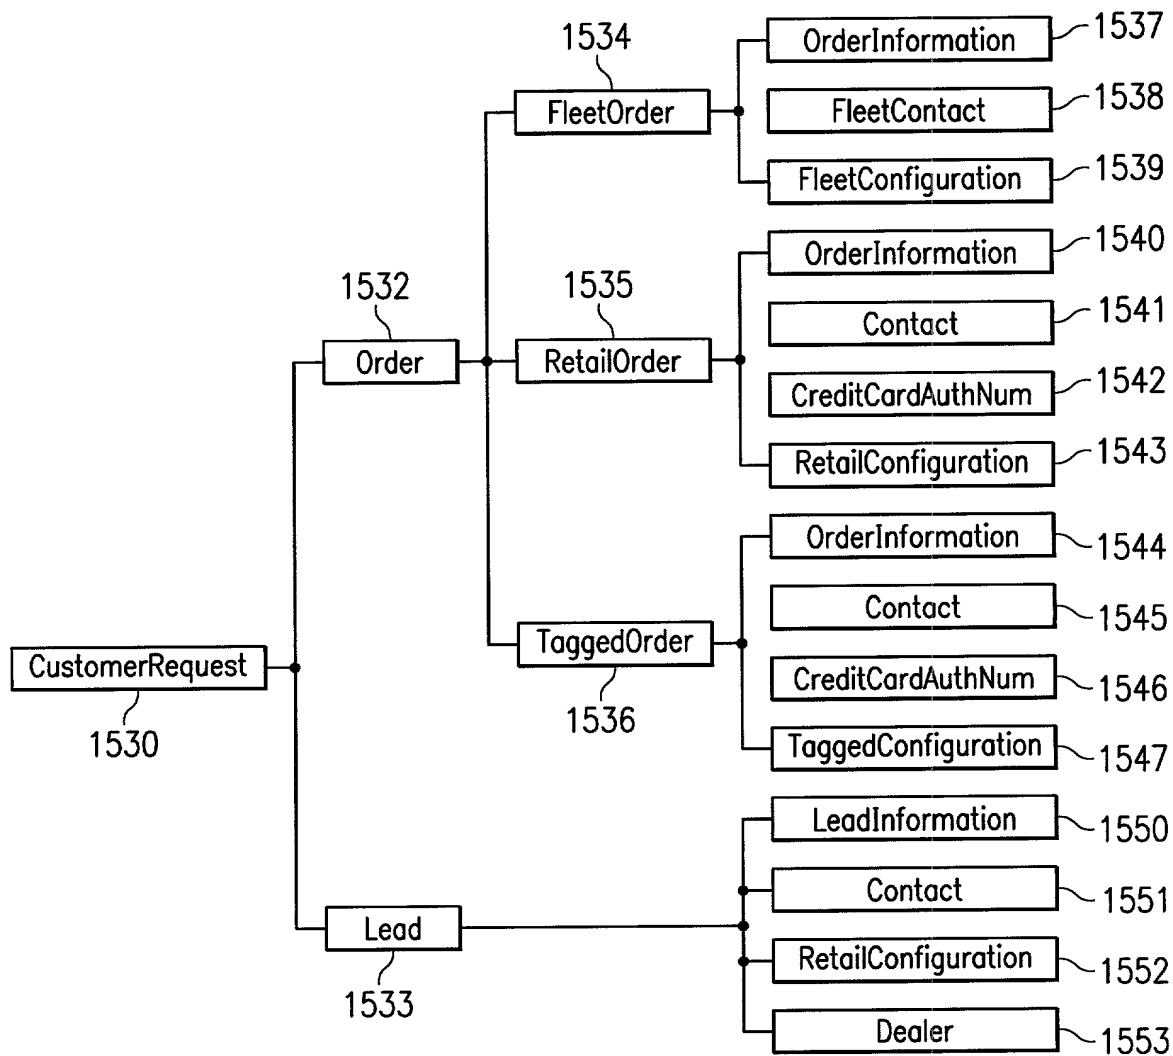 1534
OrderInformation
1537
FleetOrder
FleetContact
1538
FleetConfiguration
1539
OrderInformation
1540
1532
1535
Contact
1541
Order
RetailOrder
CreditCardAuthNum
1542
RetailConfiguration
1543
OrderInformation
1544
Contact
1545
TaggedOrder
CustomerRequest
CreditCardAuthNum
1546
1530
1536
TaggedConfiguration
1547
LeadInformation
1550
Contact
1551
Lead
RetailConfiguration
1552
1533
Dealer
1553